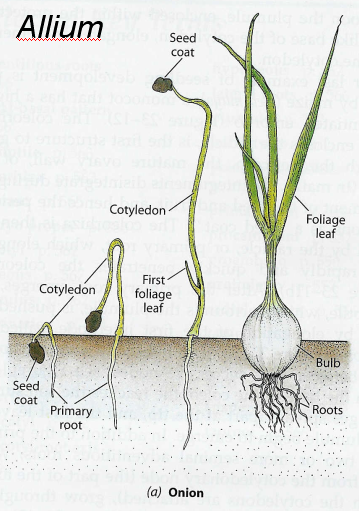 Allium
Seed
coat
Cotyledon
Foliage
leaf
First
foliage
leaf
Cotyledon
Bulb
Seed
coat
Primary
root
Roots
(a) Onion